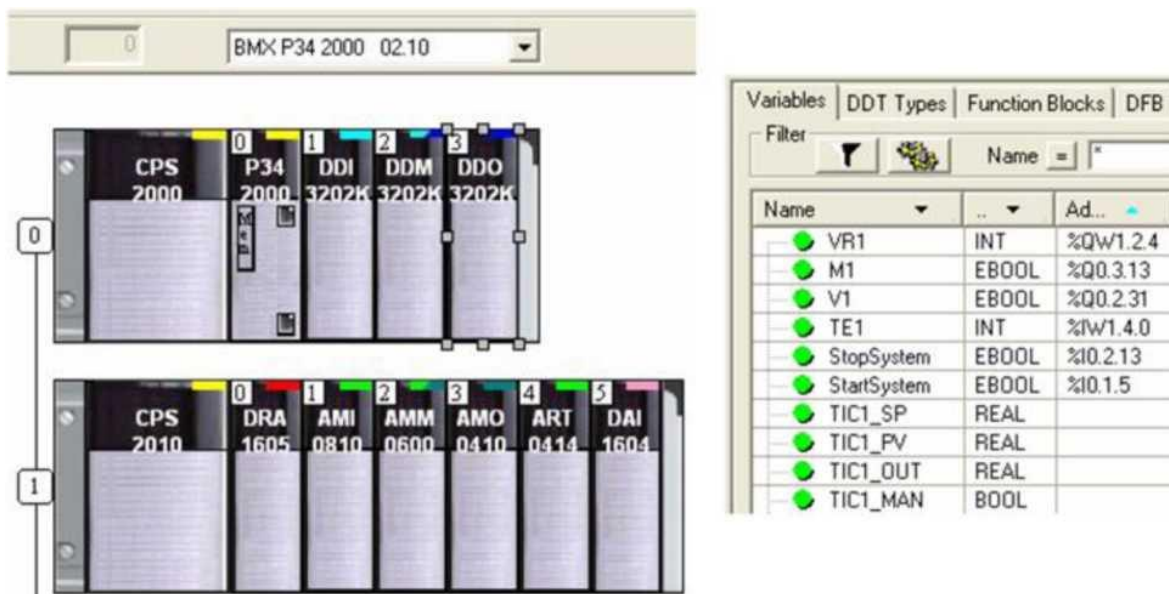 0
BMX P34 2000 02.10
0
CPS
2000
0
P34
2000
1
DDI
3202K
2
DDM
3202K
3
DDO
3202K
1
CPS
2010
0
DRA
1605
1
AMI
0810
2
AMM
0600
3
AMO
0410
4
ART
0414
5
DAI
1604
Variables DDT Types Function Blocks DFB
Filter
Name = *
Name .. Ad...
VR1 INT %QW1.2.4
M1 EBOOL %Q0.3.13
V1 EBOOL %Q0.2.31
TE1 INT %IW1.4.0
StopSystem EBOOL %I0.2.13
StartSystem EBOOL %I0.1.5
TIC1_SP REAL
TIC1_PV REAL
TIC1_OUT REAL
TIC1_MAN BOOL